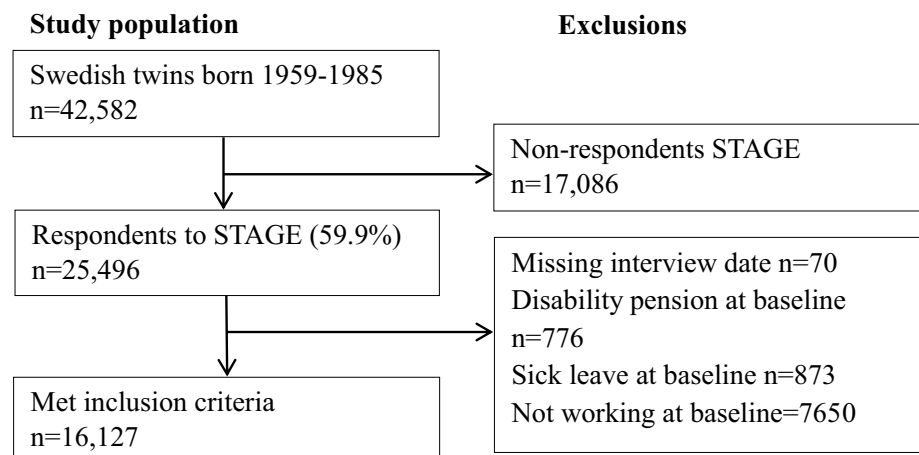 Study population
Exclusions
Swedish twins born 1959-1985
n=42,582
Non-respondents STAGE
n=17,086
Respondents to STAGE (59.9%)
n=25,496
Missing interview date n=70
Disability pension at baseline
n=776
Sick leave at baseline n=873
Not working at baseline=7650
Met inclusion criteria
n=16,127